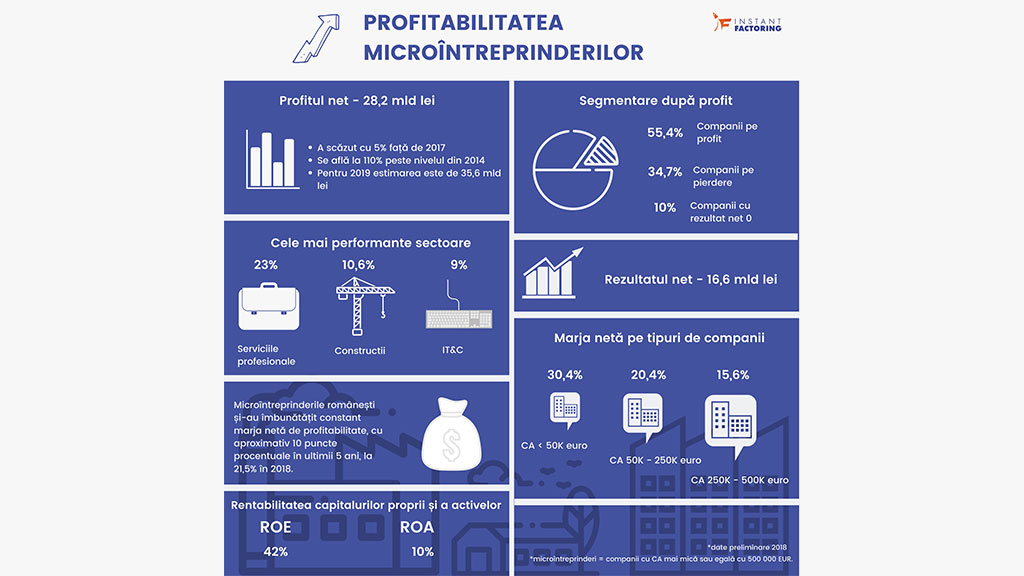 PROFITABILITATEA
MICROÎNTREPRINDERILOR
INSTANT
FACTORING
Profitul net - 28,2 mld lei
• A scăzut cu 5% față de 2017
• Se află la 110% peste nivelul din 2014
• Pentru 2019 estimarea este de 35,6 mld
lei
Segmentare după profit
55,4% Companii pe
profit
34,7% Companii pe
pierdere
10% Companii cu
rezultat net 0
Cele mai performante sectoare
23% 10,6% 9%
Serviciile
profesionale
Constructii
IT&C
Rezultatul net - 16,6 mld lei
Marja netă pe tipuri de companii
30,4% 20,4% 15,6%
CA < 50K euro
CA 50K - 250K euro
CA 250K - 500K euro
Microîntreprinderile românești
și-au îmbunătățit constant
marja netă de profitabilitate, cu
aproximativ 10 puncte
procentuale în ultimii 5 ani, la
21,5% în 2018.
$
Rentabilitatea capitalurilor proprii și a activelor
ROE ROA
42% 10%
*date preliminare 2018
*microintreprinderi = companii cu CA mai mică sau egală cu 500 000 EUR.